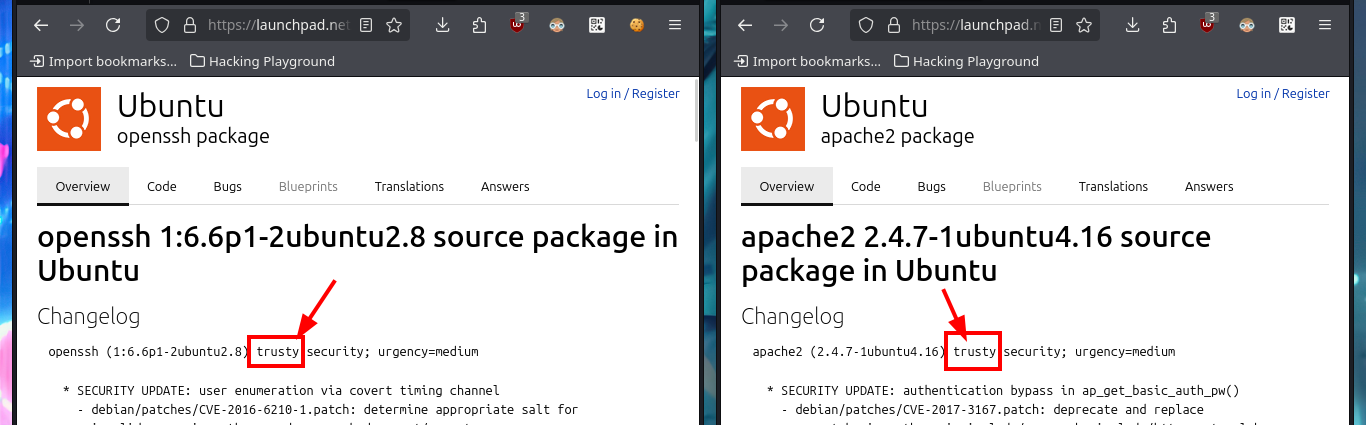 https://launchpad.net
3
Import bookmarks... Hacking Playground
Log in / Register
Ubuntu
openssh package
Overview Code Bugs Blueprints Translations Answers
openssh 1:6.6p1-2ubuntu2.8 source package in
Ubuntu
Changelog
openssh (1:6.6p1-2ubuntu2.8) trusty security; urgency=medium
* SECURITY UPDATE: user enumeration via covert timing channel
- debian/patches/CVE-2016-6210-1.patch: determine appropriate salt for
https://launchpad.n
3
Import bookmarks... Hacking Playground
Log in / Register
Ubuntu
apache2 package
Overview Code Bugs Blueprints Translations Answers
apache2 2.4.7-1ubuntu4.16 source
package in Ubuntu
Changelog
apache2 (2.4.7-1ubuntu4.16) trusty security; urgency=medium
* SECURITY UPDATE: authentication bypass in ap_get_basic_auth_pw()
- debian/patches/CVE-2017-3167.patch: deprecate and replace